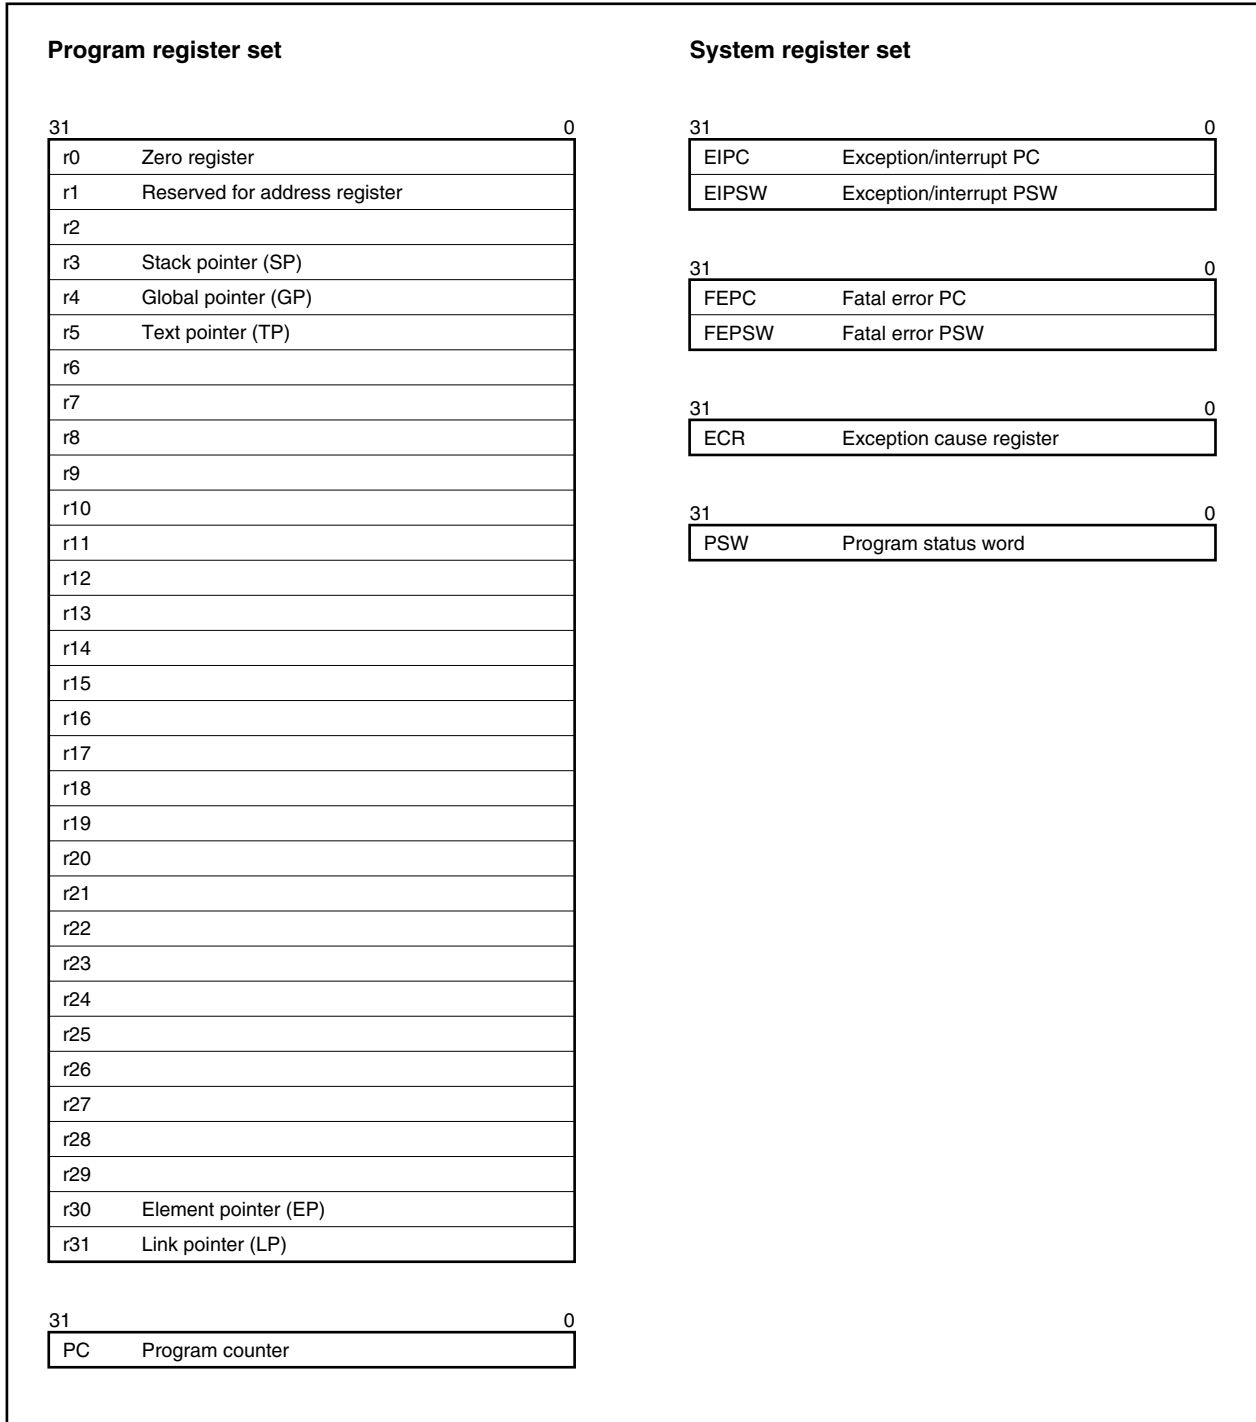 Program register set
31 0
r0 Zero register
r1 Reserved for address register
r2
r3 Stack pointer (SP)
r4 Global pointer (GP)
r5 Text pointer (TP)
r6
r7
r8
r9
r10
r11
r12
r13
r14
r15
r16
r17
r18
r19
r20
r21
r22
r23
r24
r25
r26
r27
r28
r29
r30 Element pointer (EP)
r31 Link pointer (LP)
31 0
PC Program counter
System register set
31 0
EIPC Exception/interrupt PC
EIPSW Exception/interrupt PSW
31 0
FEPC Fatal error PC
FEPSW Fatal error PSW
31 0
ECR Exception cause register
31 0
PSW Program status word